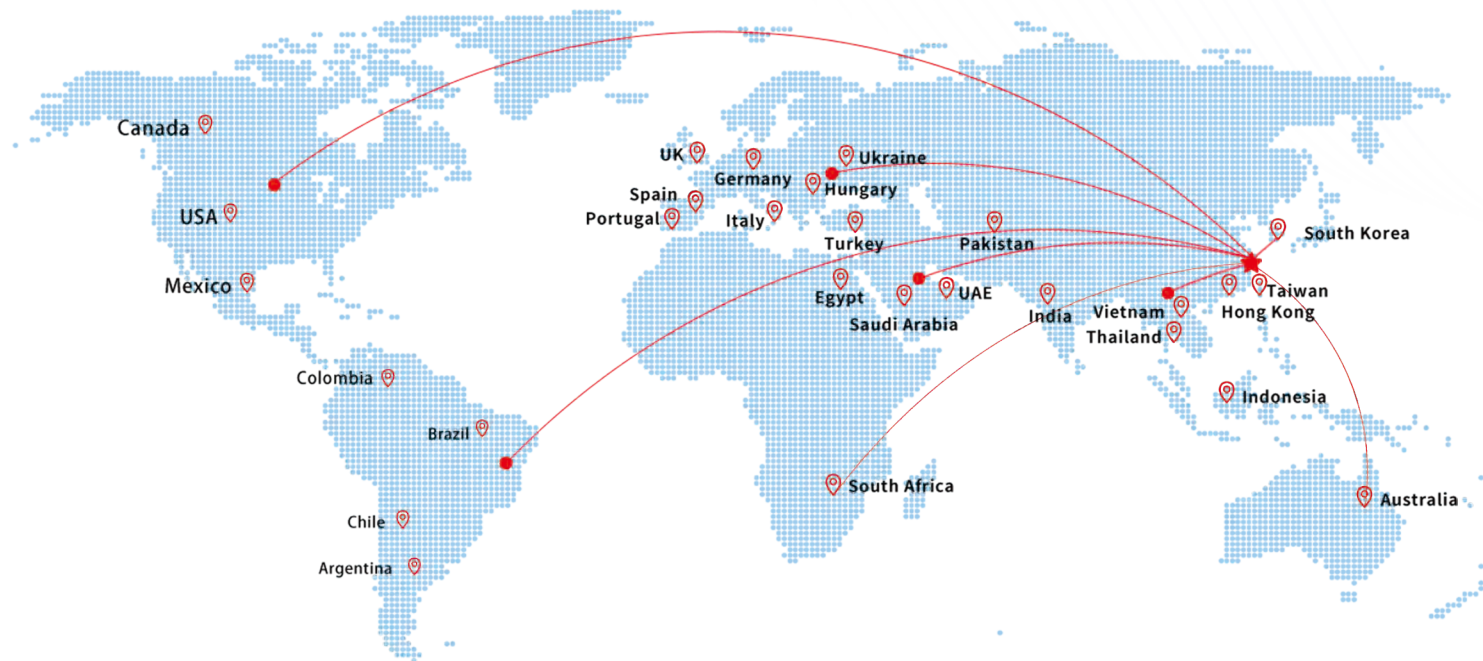 Canada
UK
Ukraine
Germany
Hungary
Spain
USA
Portugal
Italy
South Korea
Turkey
Pakistan
Mexico
Egypt
UAE
Taiwan
Saudi Arabia
India
Vietnam
Hong Kong
Thailand
Colombia
Indonesia
Brazil
South Africa
Australia
Chile
Argentina